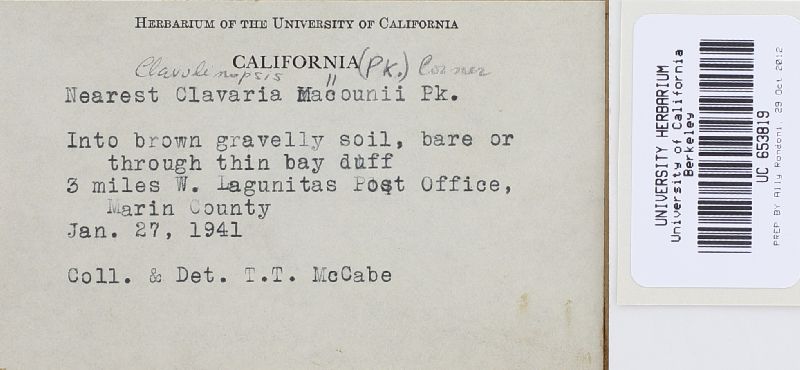 HERBARIUM OF THE UNIVERSITY OF CALIFORNIA
CALIFORNIA
Clavulinopsis " (Pk.) Corner
Nearest Clavaria Macounii Pk.
Into brown gravelly soil, bare or
through thin bay duff
3 miles W. Lagunitas Post Office,
Marin County
Jan. 27, 1941
Coll. & Det. T.T. McCabe
UNIVERSITY HERBARIUM
University of California
Berkeley
UC 653819
PREP BY Ally Rondoni, 29 Oct 2012